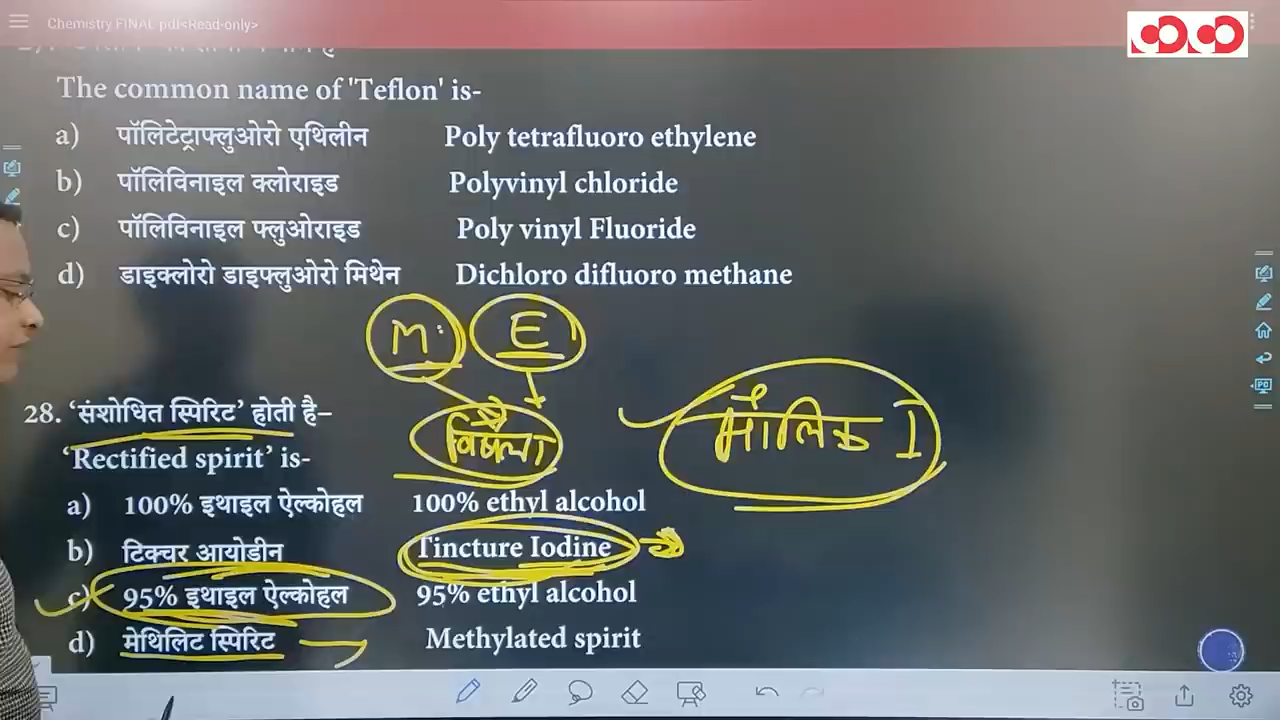 Chemistry FINAL pdf<Read-only>
The common name of 'Teflon' is-
a) पॉलिटेट्राफ्लुओरो एथिलीन Poly tetrafluoro ethylene
b) पॉलिविनाइल क्लोराइड Polyvinyl chloride
c) पॉलिविनाइल फ्लुओराइड Poly vinyl Fluoride
d) डाइक्लोरो डाइफ्लुओरो मिथेन Dichloro difluoro methane
M E
28. 'संशोधित स्पिरिट' होती है–
'Rectified spirit' is-
a) 100% इथाइल ऐल्कोहल 100% ethyl alcohol
b) टिक्चर आयोडीन Tincture Iodine
c) 95% इथाइल ऐल्कोहल 95% ethyl alcohol
d) मेथिलिट स्पिरिट Methylated spirit